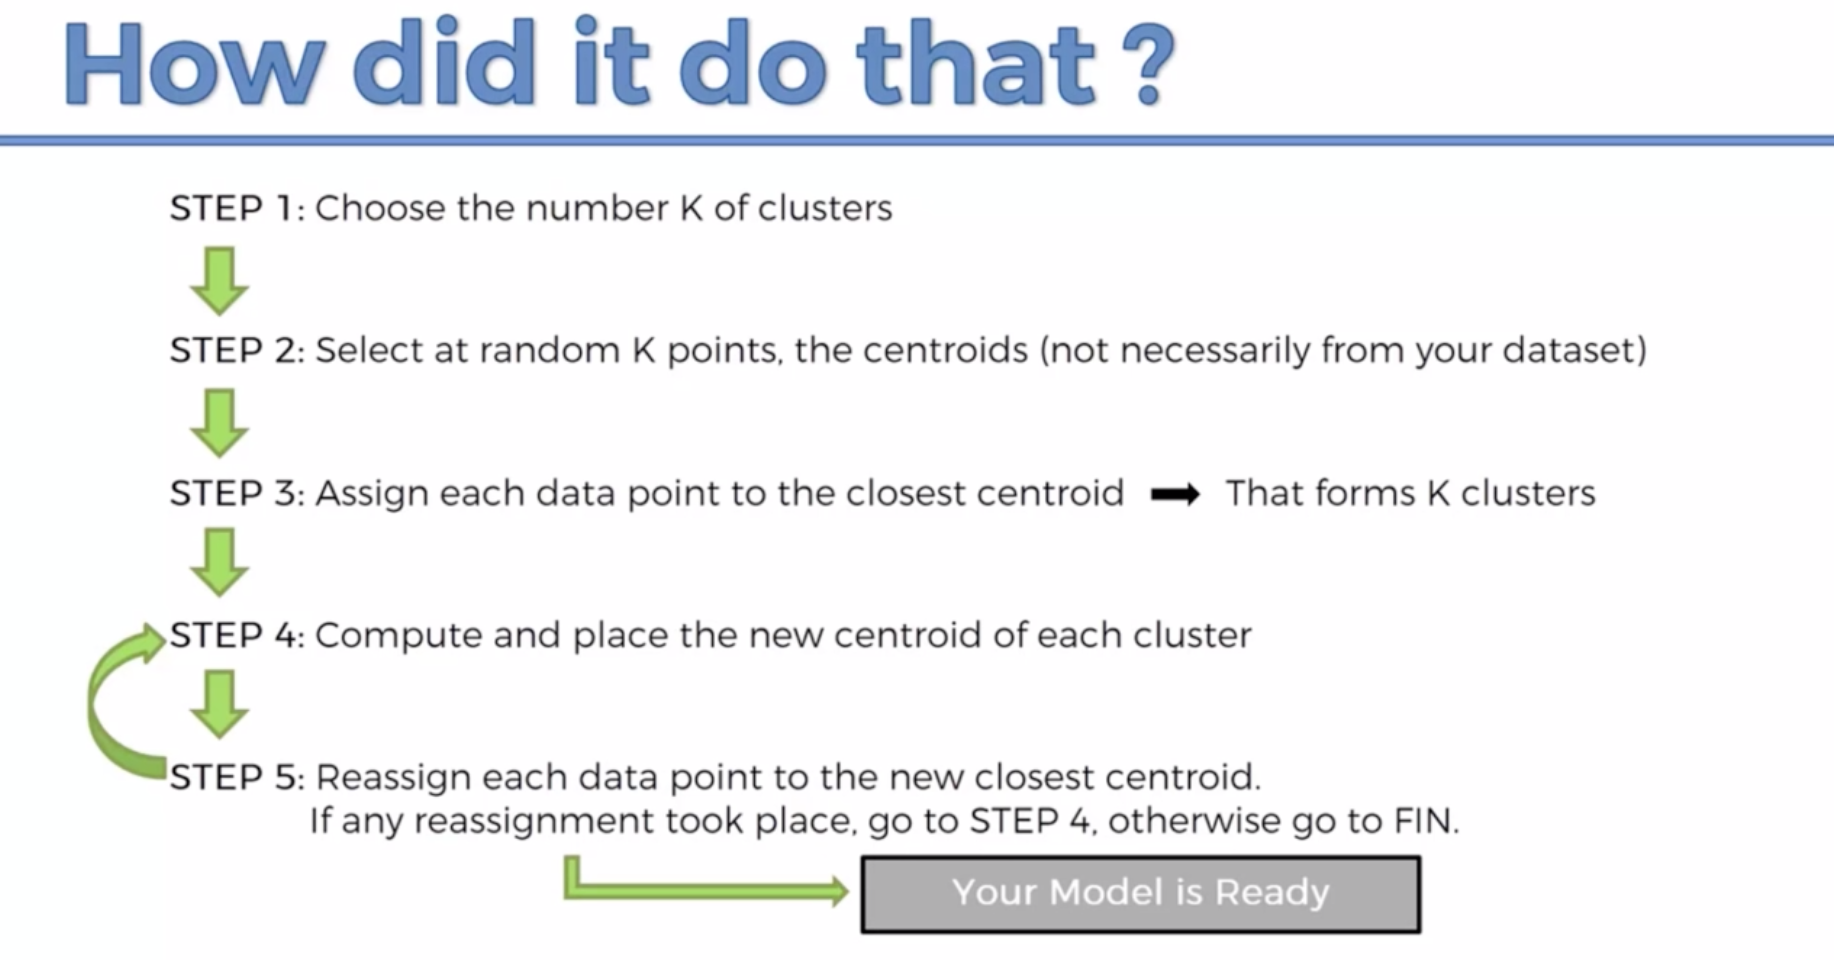 How did it do that ?
STEP 1: Choose the number K of clusters
STEP 2: Select at random K points, the centroids (not necessarily from your dataset)
STEP 3: Assign each data point to the closest centroid ➡ That forms K clusters
STEP 4: Compute and place the new centroid of each cluster
STEP 5: Reassign each data point to the new closest centroid.
If any reassignment took place, go to STEP 4, otherwise go to FIN.
Your Model is Ready